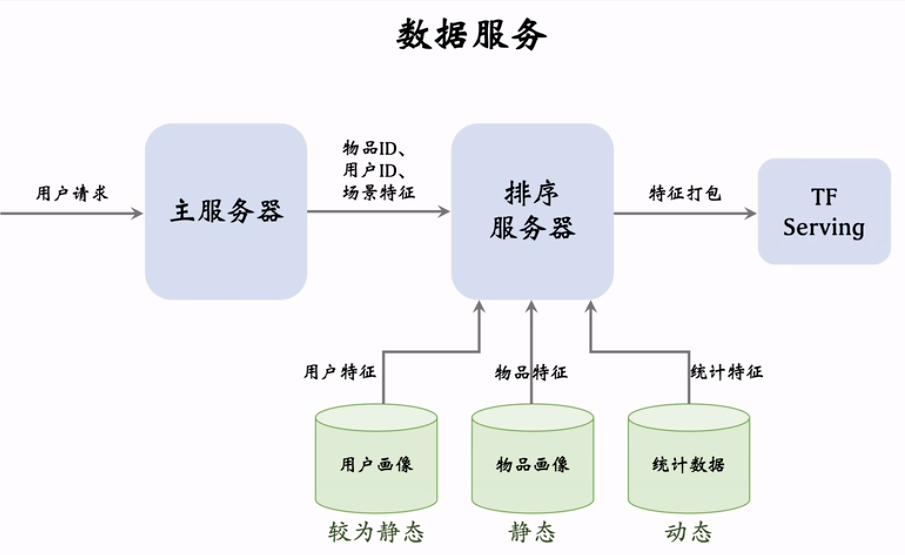 数据服务
用户请求
主服务器
物品ID、
用户ID、
场景特征
排序
服务器
特征打包
TF
Serving
用户特征
物品特征
统计特征
用户画像
物品画像
统计数据
较为静态
静态
动态